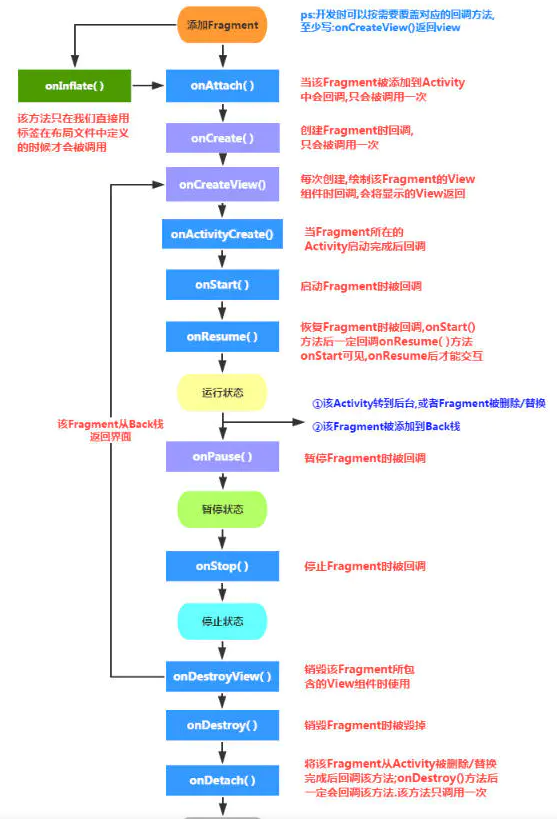 添加Fragment
ps:开发时可以按需要覆盖对应的回调方法,
至少写:onCreateView()返回view
onInflate( )
该方法只在我们直接用
标签在布局文件中定义
的时候才会被调用
onAttach( )
当该Fragment被添加到Activity
中会回调,只会被调用一次
onCreate( )
创建Fragment时回调,
只会被调用一次
onCreateView()
每次创建,绘制该Fragment的View
组件时回调,会将显示的View返回
onActivityCreate()
当Fragment所在的
Activity启动完成后回调
onStart( )
启动Fragment时被回调
onResume( )
恢复Fragment时被回调,onStart()
方法后一定回调onResume( )方法
onStart可见,onResume后才能交互
运行状态
①该Activity转到后台,或者Fragment被删除/替换
②该Fragment被添加到Back栈
该Fragment从Back栈
返回界面
onPause( )
暂停Fragment时被回调
暂停状态
onStop( )
停止Fragment时被回调
停止状态
onDestroyView( )
销毁该Fragment所包
含的View组件时使用
onDestroy( )
销毁Fragment时被毁掉
onDetach( )
将该Fragment从Activity被删除/替换
完成后回调该方法;onDestroy()方法后
一定会回调该方法.该方法只调用一次